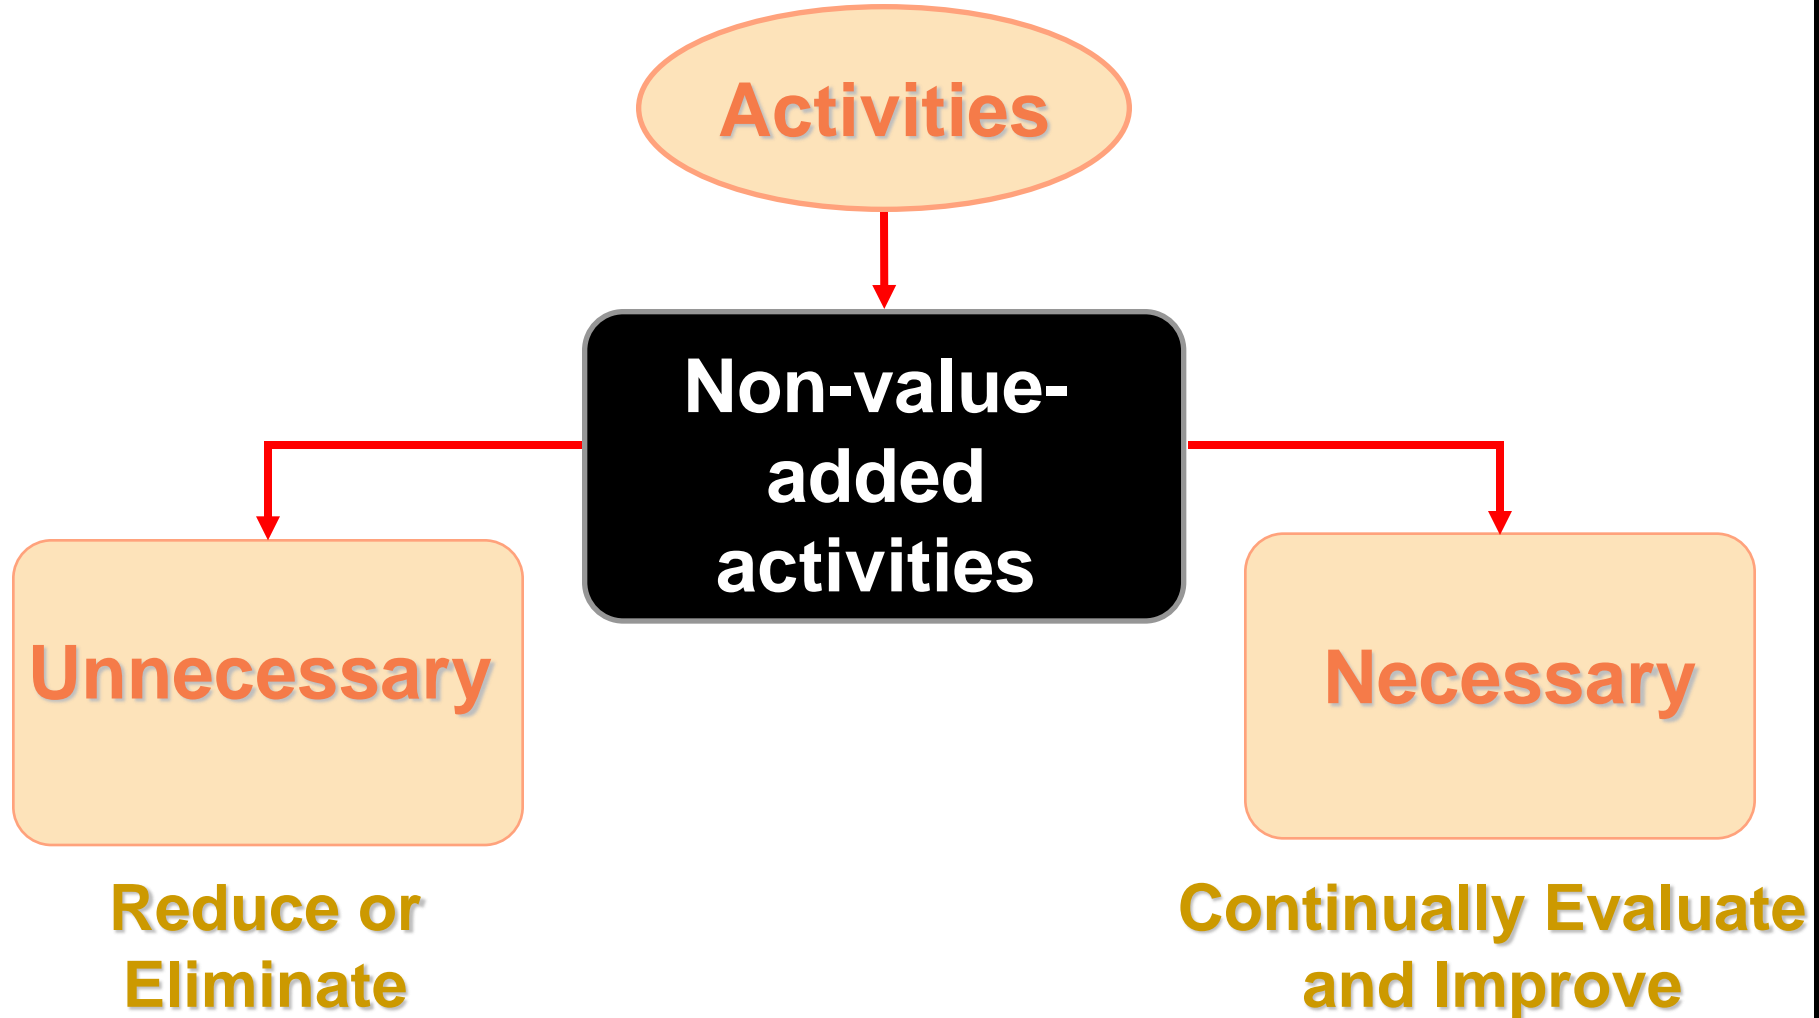 Activities
Non-value-
added
activities
Unnecessary
Necessary
Reduce or
Eliminate
Continually Evaluate
and Improve